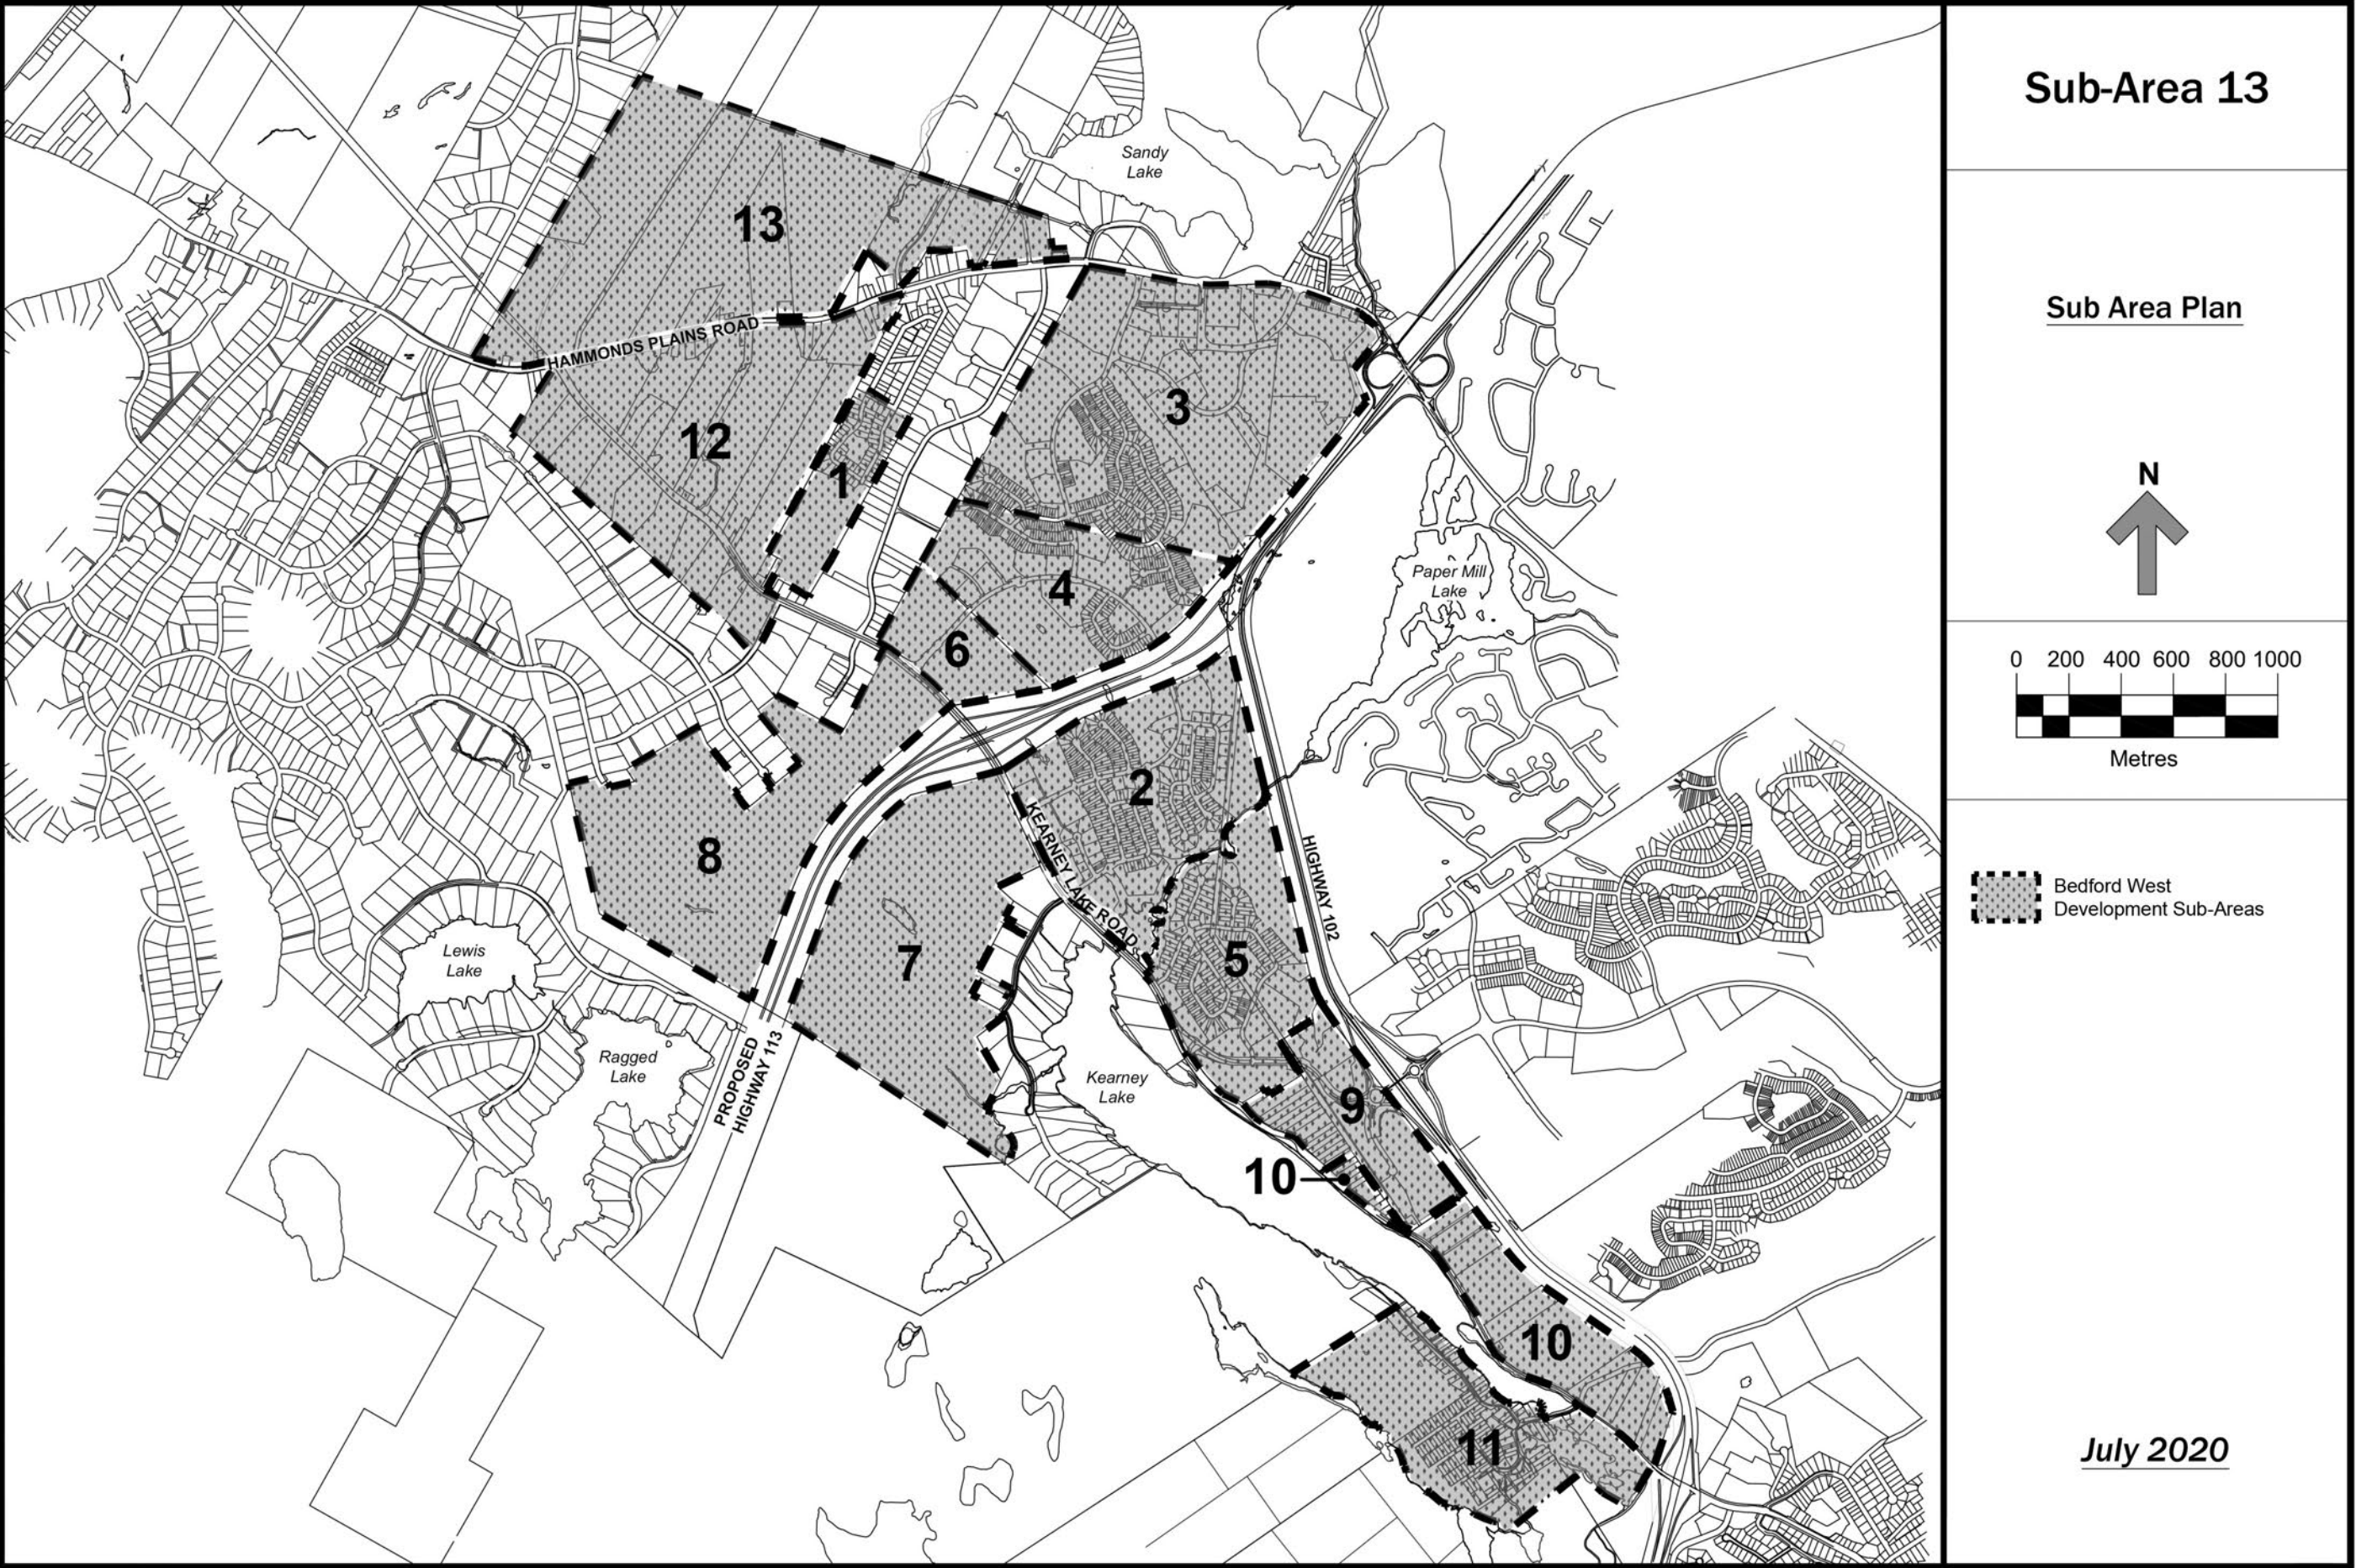 Sandy
Lake
13
HAMMONDS PLAINS ROAD
3
12
1
4
Paper Mill
Lake
6
2
KEARNEY LAKE ROAD
8
HIGHWAY 102
7
5
Lewis
Lake
PROPOSED
HIGHWAY 113
Ragged
Lake
Kearney
Lake
9
10
10
11
Sub-Area 13
Sub Area Plan
N
0 200 400 600 800 1000
Metres
Bedford West
Development Sub-Areas
July 2020